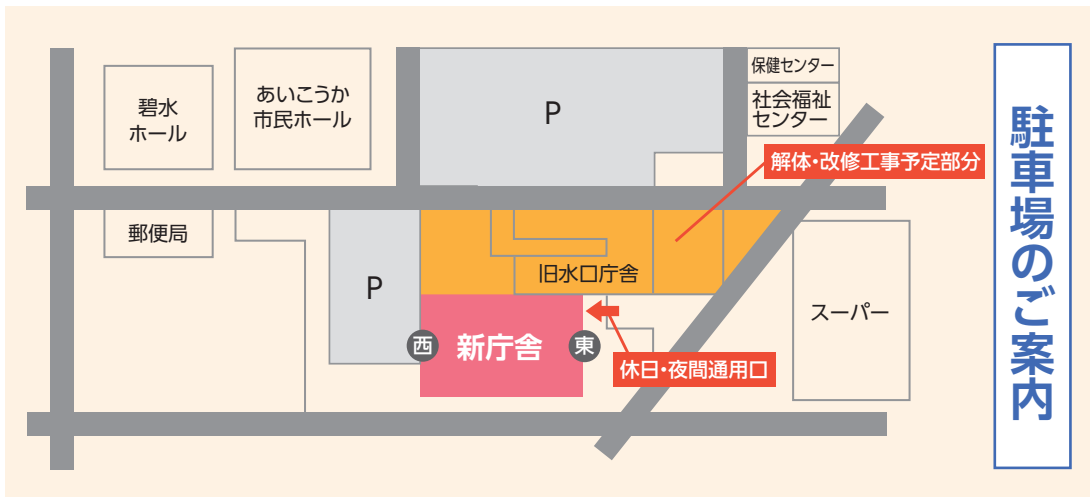 駐車場のご案内
碧水
ホール
あいこうか
市民ホール
P
保健センター
社会福祉
センター
解体・改修工事予定部分
郵便局
P
旧水口庁舎
スーパー
西
新庁舎
東
休日・夜間通用口